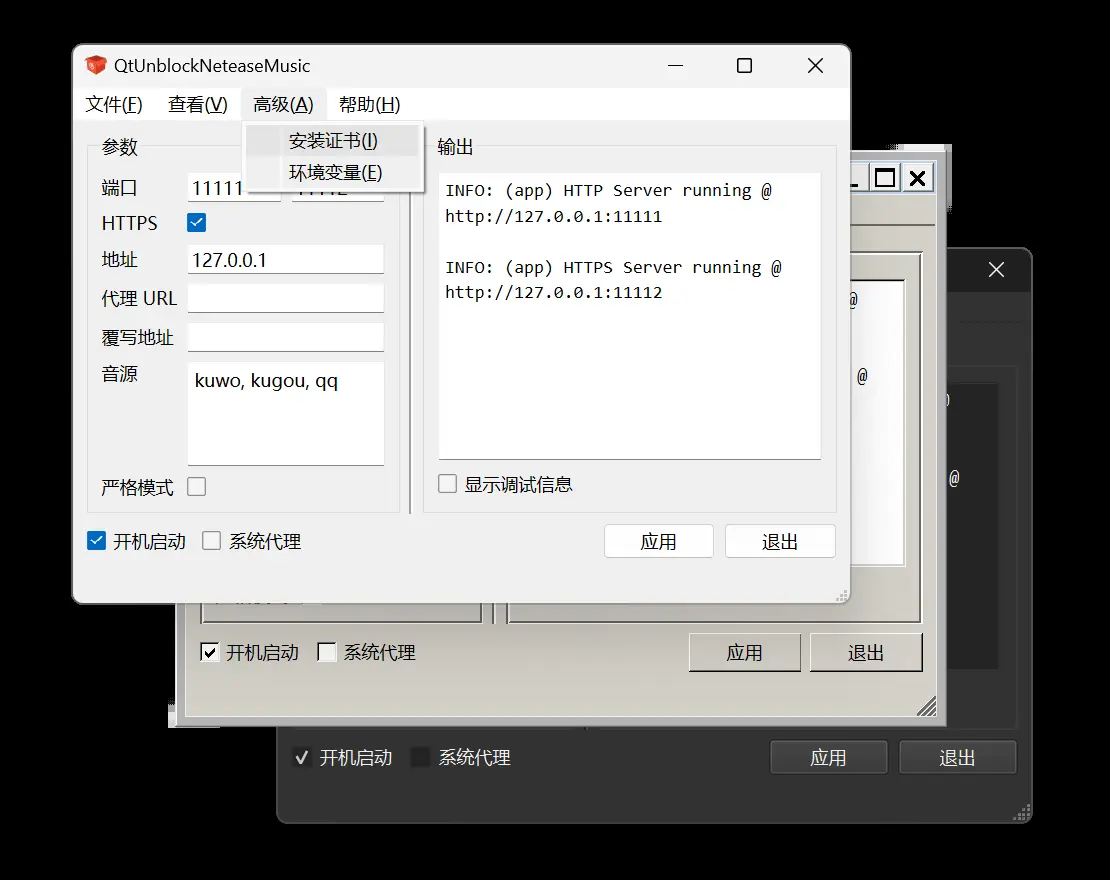 QtUnblockNeteaseMusic
文件(F) 查看(V) 高级(A) 帮助(H)
安装证书(I)
环境变量(E)
参数
端口 11111 11112
HTTPS
地址 127.0.0.1
代理 URL
覆写地址
音源 kuwo, kugou, qq
严格模式
输出
INFO: (app) HTTP Server running @
http://127.0.0.1:11111
INFO: (app) HTTPS Server running @
http://127.0.0.1:11112
显示调试信息
开机启动 系统代理 应用 退出
@
@
开机启动 系统代理 应用 退出
@
开机启动 系统代理 应用 退出